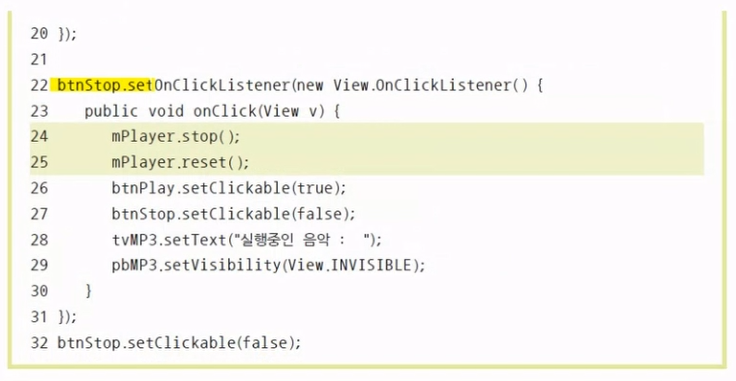 20 });
21
22 btnStop.setOnClickListener(new View.OnClickListener() {
23 public void onClick(View v) {
24 mPlayer.stop();
25 mPlayer.reset();
26 btnPlay.setClickable(true);
27 btnStop.setClickable(false);
28 tvMP3.setText("실행중인 음악 :  ");
29 pbMP3.setVisibility(View.INVISIBLE);
30 }
31 });
32 btnStop.setClickable(false);